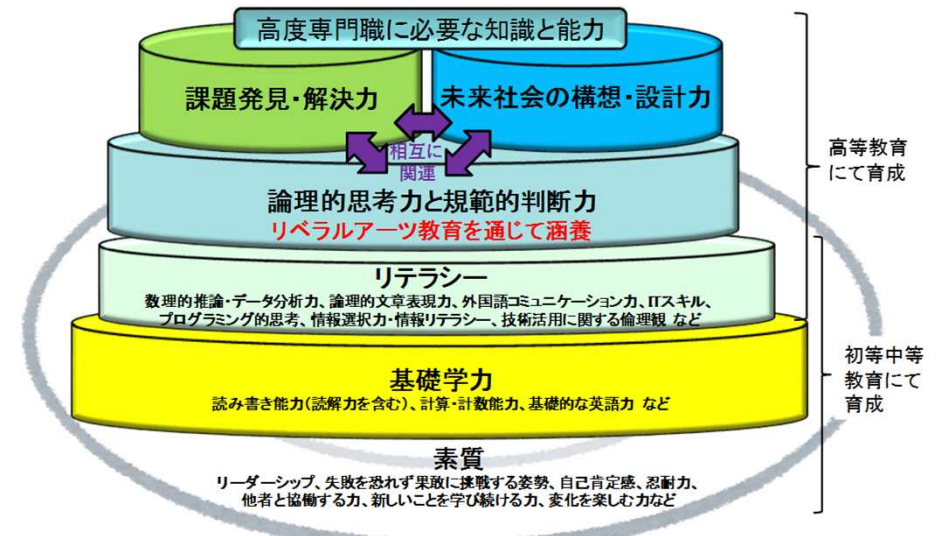 高度専門職に必要な知識と能力
課題発見・解決力
未来社会の構想・設計力
相互に
関連
論理的思考力と規範的判断力
リベラルアーツ教育を通じて涵養
リテラシー
数理的推論・データ分析力、論理的文章表現力、外国語コミュニケーション力、ITスキル、
プログラミング的思考、情報選択力・情報リテラシー、技術活用に関する倫理観 など
基礎学力
読み書き能力(読解力を含む)、計算・計数能力、基礎的な英語力 など
素質
リーダーシップ、失敗を恐れず果敢に挑戦する姿勢、自己肯定感、忍耐力、
他者と協働する力、新しいことを学び続ける力、変化を楽しむ力など
高等教育
にて育成
初等中等
教育にて
育成